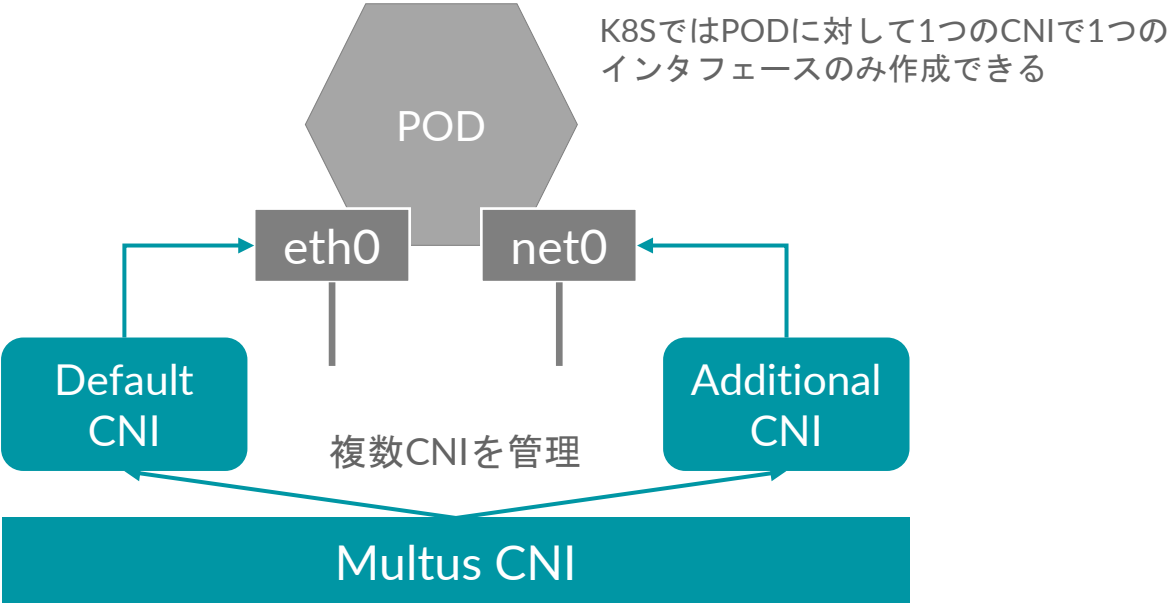 K8SではPODに対して1つのCNIで1つの
インタフェースのみ作成できる
POD
eth0
net0
Default
CNI
Additional
CNI
複数CNIを管理
Multus CNI